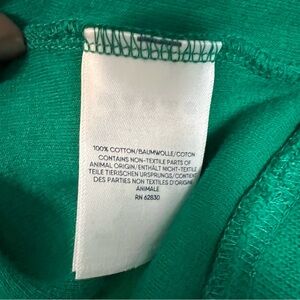 100% COTTON/BAUMWOLLE/COTON
CONTAINS NON-TEXTILE PARTS OF
ANIMAL ORIGIN/ENTHÄLT NICHT-TEXTILE
TEILE TIERISCHEN URSPRUNGS/CONTIENT
DES PARTIES NON TEXTILES D'ORIGINE
ANIMALE
RN 62830